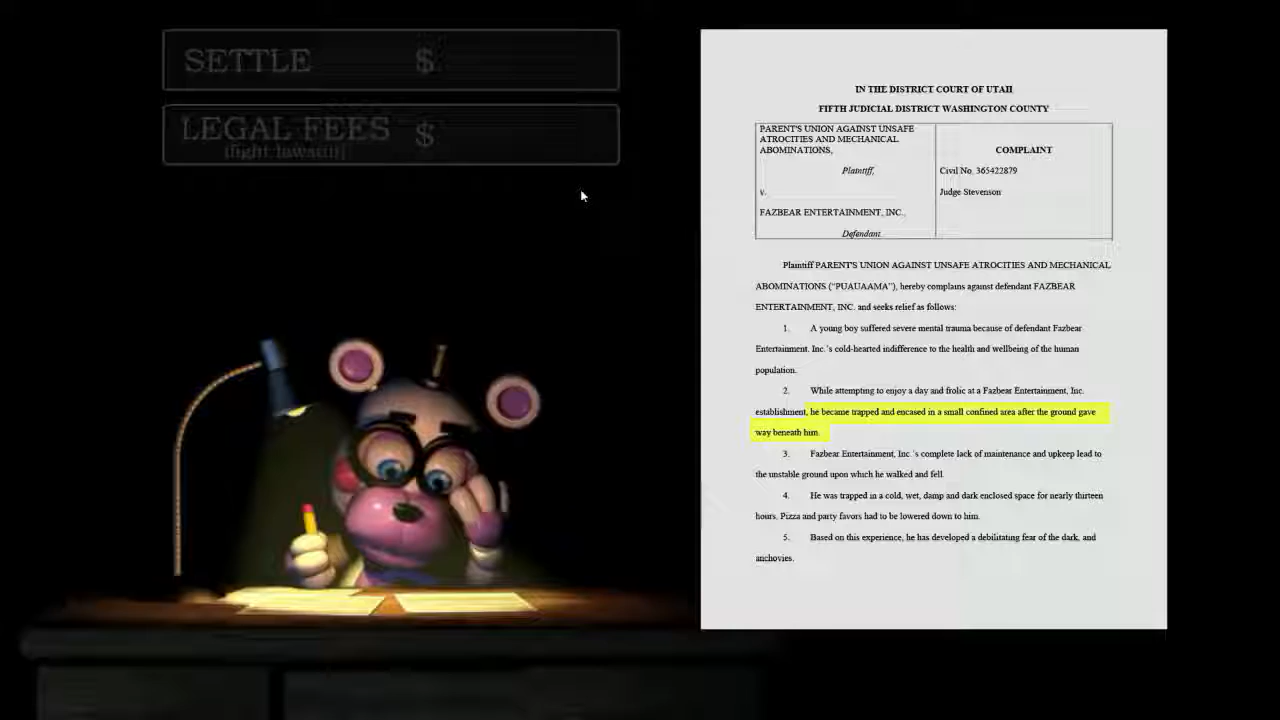 SETTLE $
LEGAL FEES $
[fight lawsuit]
IN THE DISTRICT COURT OF UTAH
FIFTH JUDICIAL DISTRICT WASHINGTON COUNTY
PARENT'S UNION AGAINST UNSAFE
ATROCITIES AND MECHANICAL
ABOMINATIONS,
Plaintiff,
v.
FAZBEAR ENTERTAINMENT, INC.,
Defendant.
COMPLAINT
Civil No. 365422879
Judge Stevenson
Plaintiff PARENT'S UNION AGAINST UNSAFE ATROCITIES AND MECHANICAL
ABOMINATIONS ("PUAUAAMA"), hereby complains against defendant FAZBEAR
ENTERTAINMENT, INC. and seeks relief as follows:
1. A young boy suffered severe mental trauma because of defendant Fazbear
Entertainment. Inc.'s cold-hearted indifference to the health and wellbeing of the human
population.
2. While attempting to enjoy a day and frolic at a Fazbear Entertainment, Inc.
establishment, he became trapped and encased in a small confined area after the ground gave
way beneath him.
3. Fazbear Entertainment, Inc.'s complete lack of maintenance and upkeep lead to
the unstable ground upon which he walked and fell.
4. He was trapped in a cold, wet, damp and dark enclosed space for nearly thirteen
hours. Pizza and party favors had to be lowered down to him.
5. Based on this experience, he has developed a debilitating fear of the dark, and
anchovies.